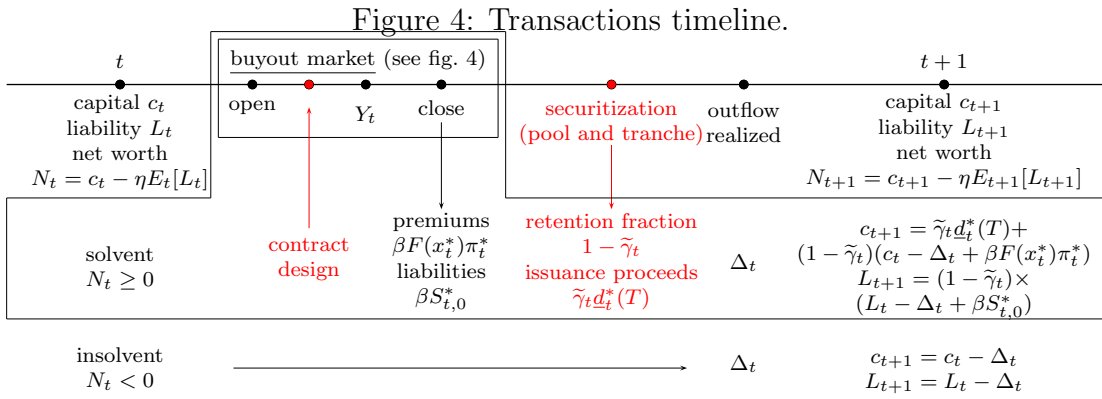 Figure 4: Transactions timeline.
buyout market (see fig. 4)
t
t + 1
open
Y_t
close
capital c_t
liability L_t
net worth
N_t = c_t − ηE_t[L_t]
securitization
(pool and tranche)
outflow
realized
capital c_{t+1}
liability L_{t+1}
net worth
N_{t+1} = c_{t+1} − ηE_{t+1}[L_{t+1}]
solvent
N_t ≥ 0
contract
design
premiums
βF(x_t^*)π_t^*
liabilities
βS_{t,0}^*
retention fraction
1 − γ̃_t
issuance proceeds
γ̃_t d̲_t^*(T)
Δ_t
c_{t+1} = γ̃_t d̲_t^*(T)+
(1 − γ̃_t)(c_t − Δ_t + βF(x_t^*)π_t^*)
L_{t+1} = (1 − γ̃_t)×
(L_t − Δ_t + βS_{t,0}^*)
insolvent
N_t < 0
Δ_t
c_{t+1} = c_t − Δ_t
L_{t+1} = L_t − Δ_t